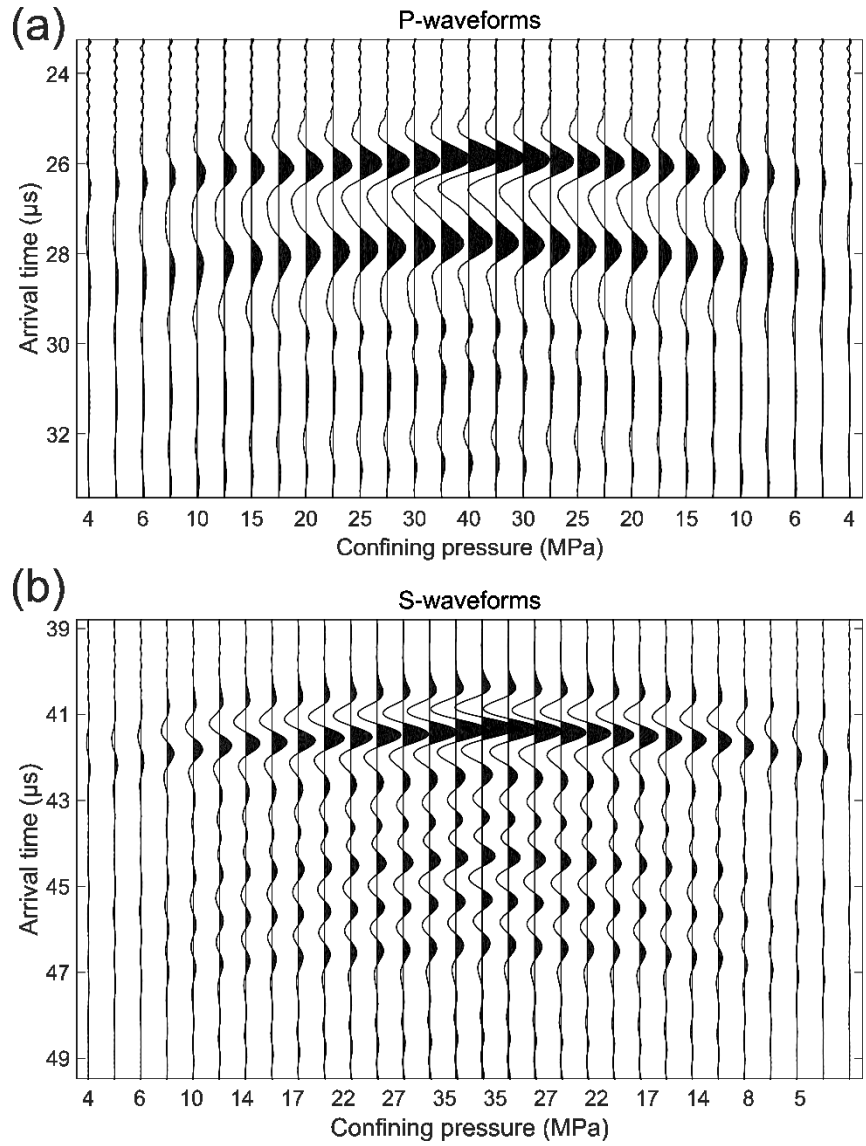 (a)
P-waveforms
24
26
28
30
32
Arrival time (µs)
4 6 10 15 20 25 30 40 30 25 20 15 10 6 4
Confining pressure (MPa)
(b)
S-waveforms
39
41
43
45
47
49
Arrival time (µs)
4 6 10 14 17 22 27 35 35 27 22 17 14 8 5
Confining pressure (MPa)